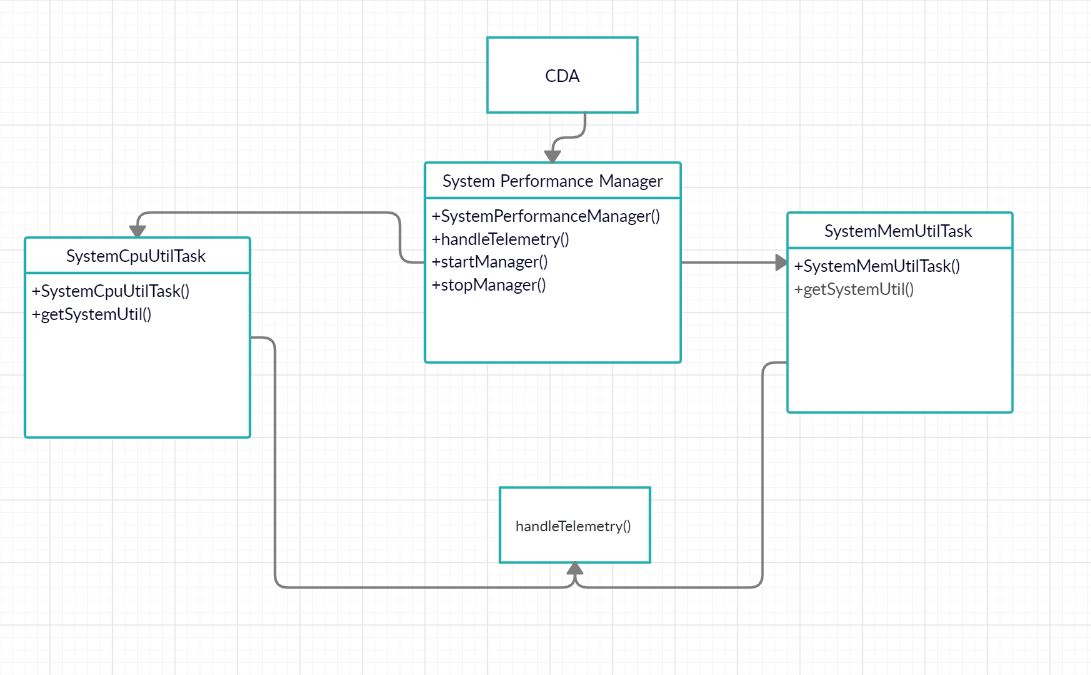 CDA
System Performance Manager
+SystemPerformanceManager()
+handleTelemetry()
+startManager()
+stopManager()
SystemCpuUtilTask
+SystemCpuUtilTask()
+getSystemUtil()
SystemMemUtilTask
+SystemMemUtilTask()
+getSystemUtil()
handleTelemetry()